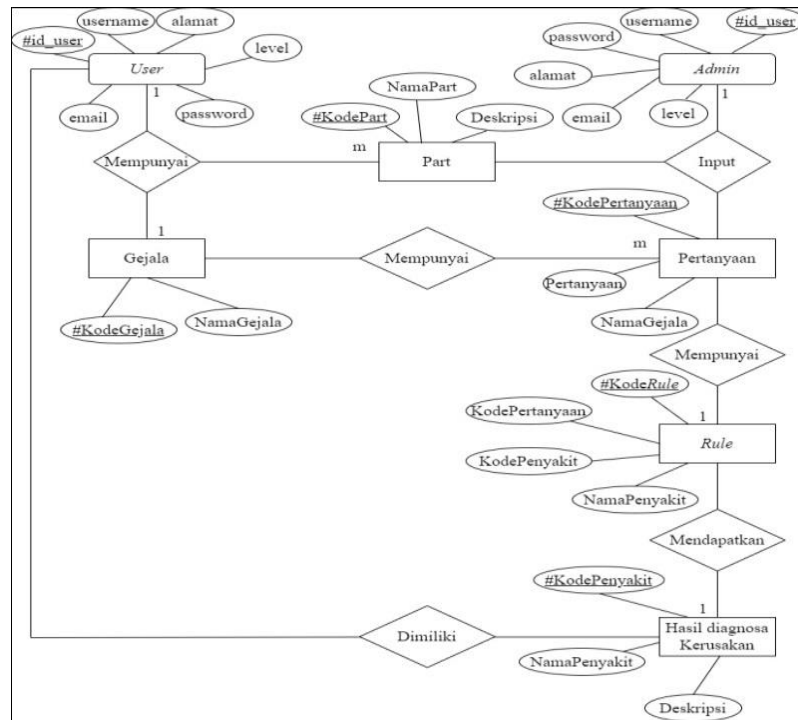 username
alamat
#id_user
level
User
email
password
1
NamaPart
#KodePart
Deskripsi
m
Part
username
#id_user
password
alamat
Admin
email
level
1
Mempunyai
Input
#KodePertanyaan
1
Gejala
Mempunyai
m
Pertanyaan
Pertanyaan
NamaGejala
#KodeGejala
NamaGejala
Mempunyai
#KodeRule
KodePertanyaan
1
Rule
KodePenyakit
NamaPenyakit
Mendapatkan
#KodePenyakit
1
Dimiliki
Hasil diagnosa
Kerusakan
NamaPenyakit
Deskripsi